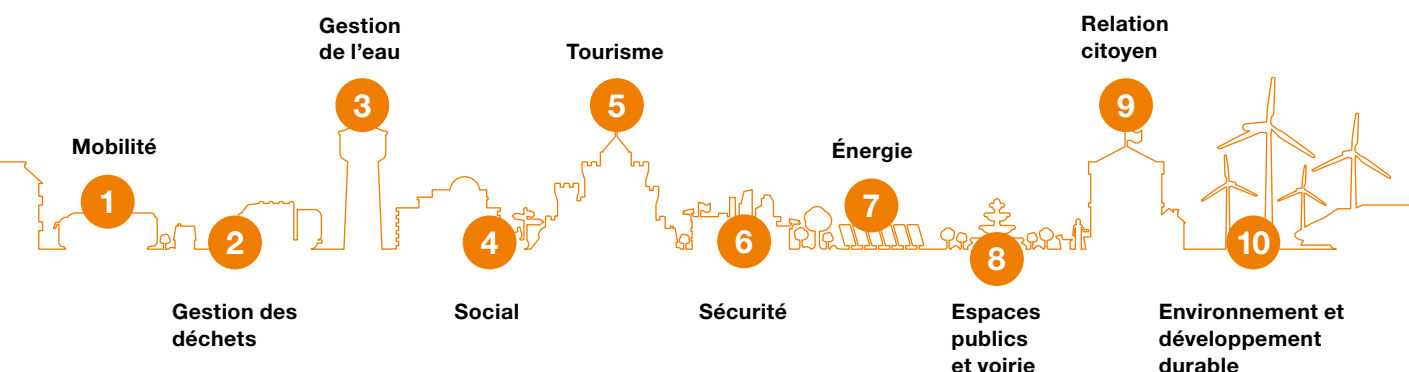 Mobilité
1
2
Gestion des
déchets
Gestion
de l’eau
3
4
Social
Tourisme
5
6
Sécurité
Énergie
7
8
Espaces
publics
et voirie
Relation
citoyen
9
10
Environnement et
développement
durable